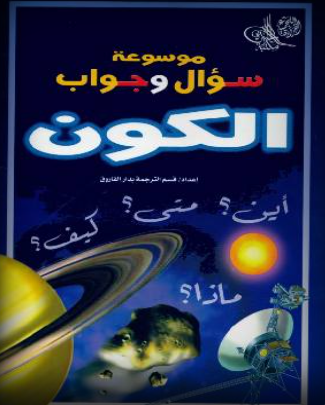 موسوعة
سؤال وجواب
الكون
إعداد: قسم الترجمة بدار الفاروق
أين؟ متى؟ كيف؟
ماذا؟